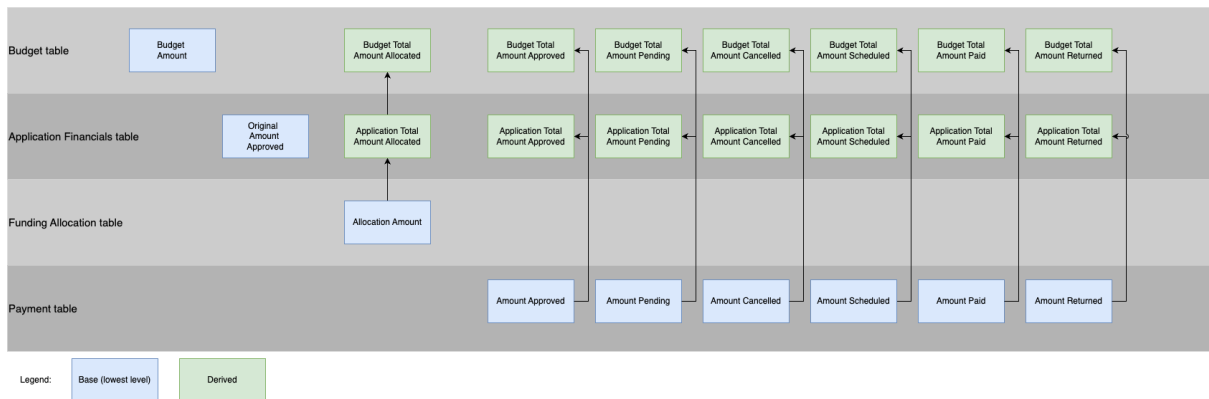 Budget table
Budget
Amount
Budget Total
Amount Allocated
Budget Total
Amount Approved
Budget Total
Amount Pending
Budget Total
Amount Cancelled
Budget Total
Amount Scheduled
Budget Total
Amount Paid
Budget Total
Amount Returned
Application Financials table
Original
Amount
Approved
Application Total
Amount Allocated
Application Total
Amount Approved
Application Total
Amount Pending
Application Total
Amount Cancelled
Application Total
Amount Scheduled
Application Total
Amount Paid
Application Total
Amount Returned
Funding Allocation table
Allocation Amount
Payment table
Amount Approved
Amount Pending
Amount Cancelled
Amount Scheduled
Amount Paid
Amount Returned
Legend:
Base (lowest level)
Derived